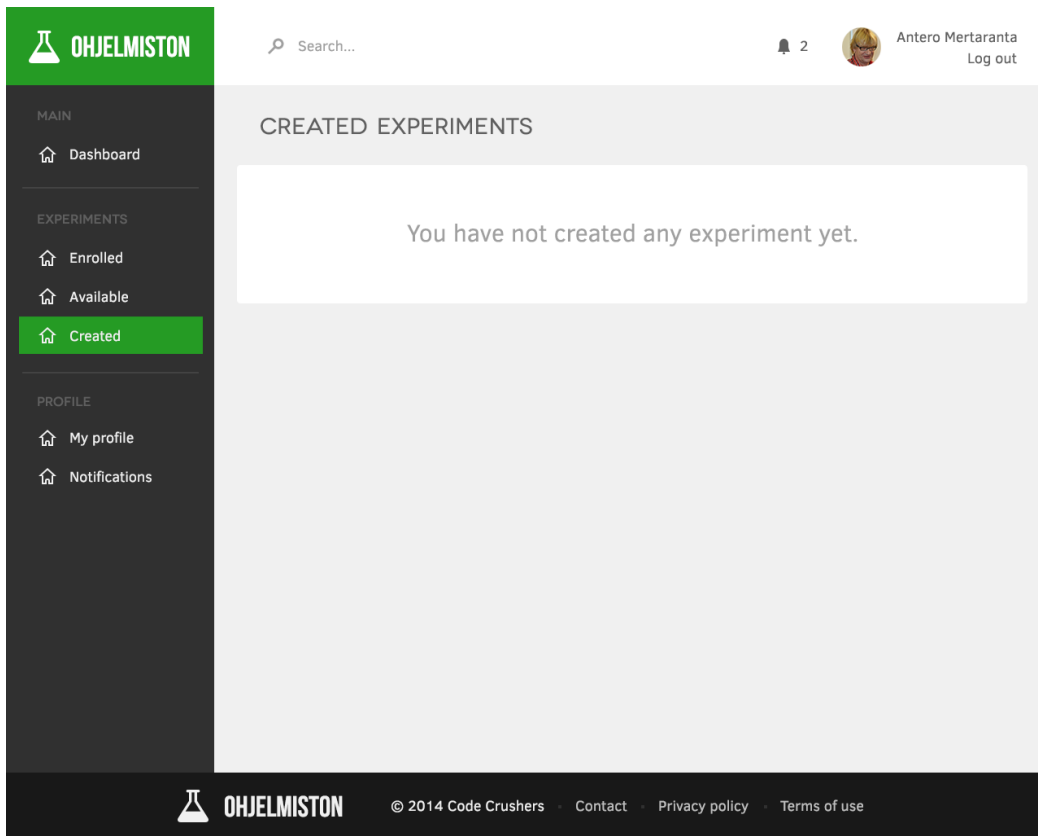 OHJELMISTON
Search...
2
Antero Mertaranta
Log out
MAIN
Dashboard
EXPERIMENTS
Enrolled
Available
Created
PROFILE
My profile
Notifications
CREATED EXPERIMENTS
You have not created any experiment yet.
OHJELMISTON
© 2014 Code Crushers - Contact - Privacy policy - Terms of use